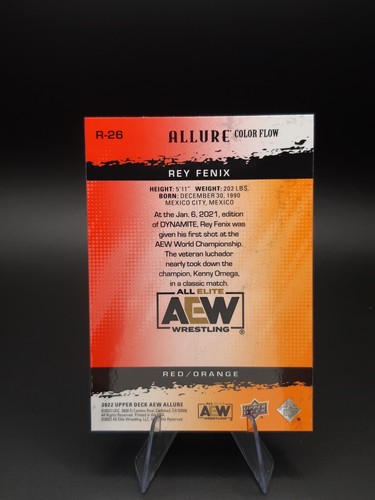 R-26
ALLURE COLOR FLOW
REY FENIX
HEIGHT: 5'11" WEIGHT: 202 LBS.
BORN: DECEMBER 30, 1990
MEXICO CITY, MEXICO
At the Jan. 6, 2021, edition
of DYNAMITE, Rey Fenix was
given his first shot at the
AEW World Championship.
The veteran luchador
nearly took down the
champion, Kenny Omega,
in a classic match.
ALL ELITE
AEW
WRESTLING
RED/ORANGE
2022 UPPER DECK AEW ALLURE
AEW
UPPER DECK